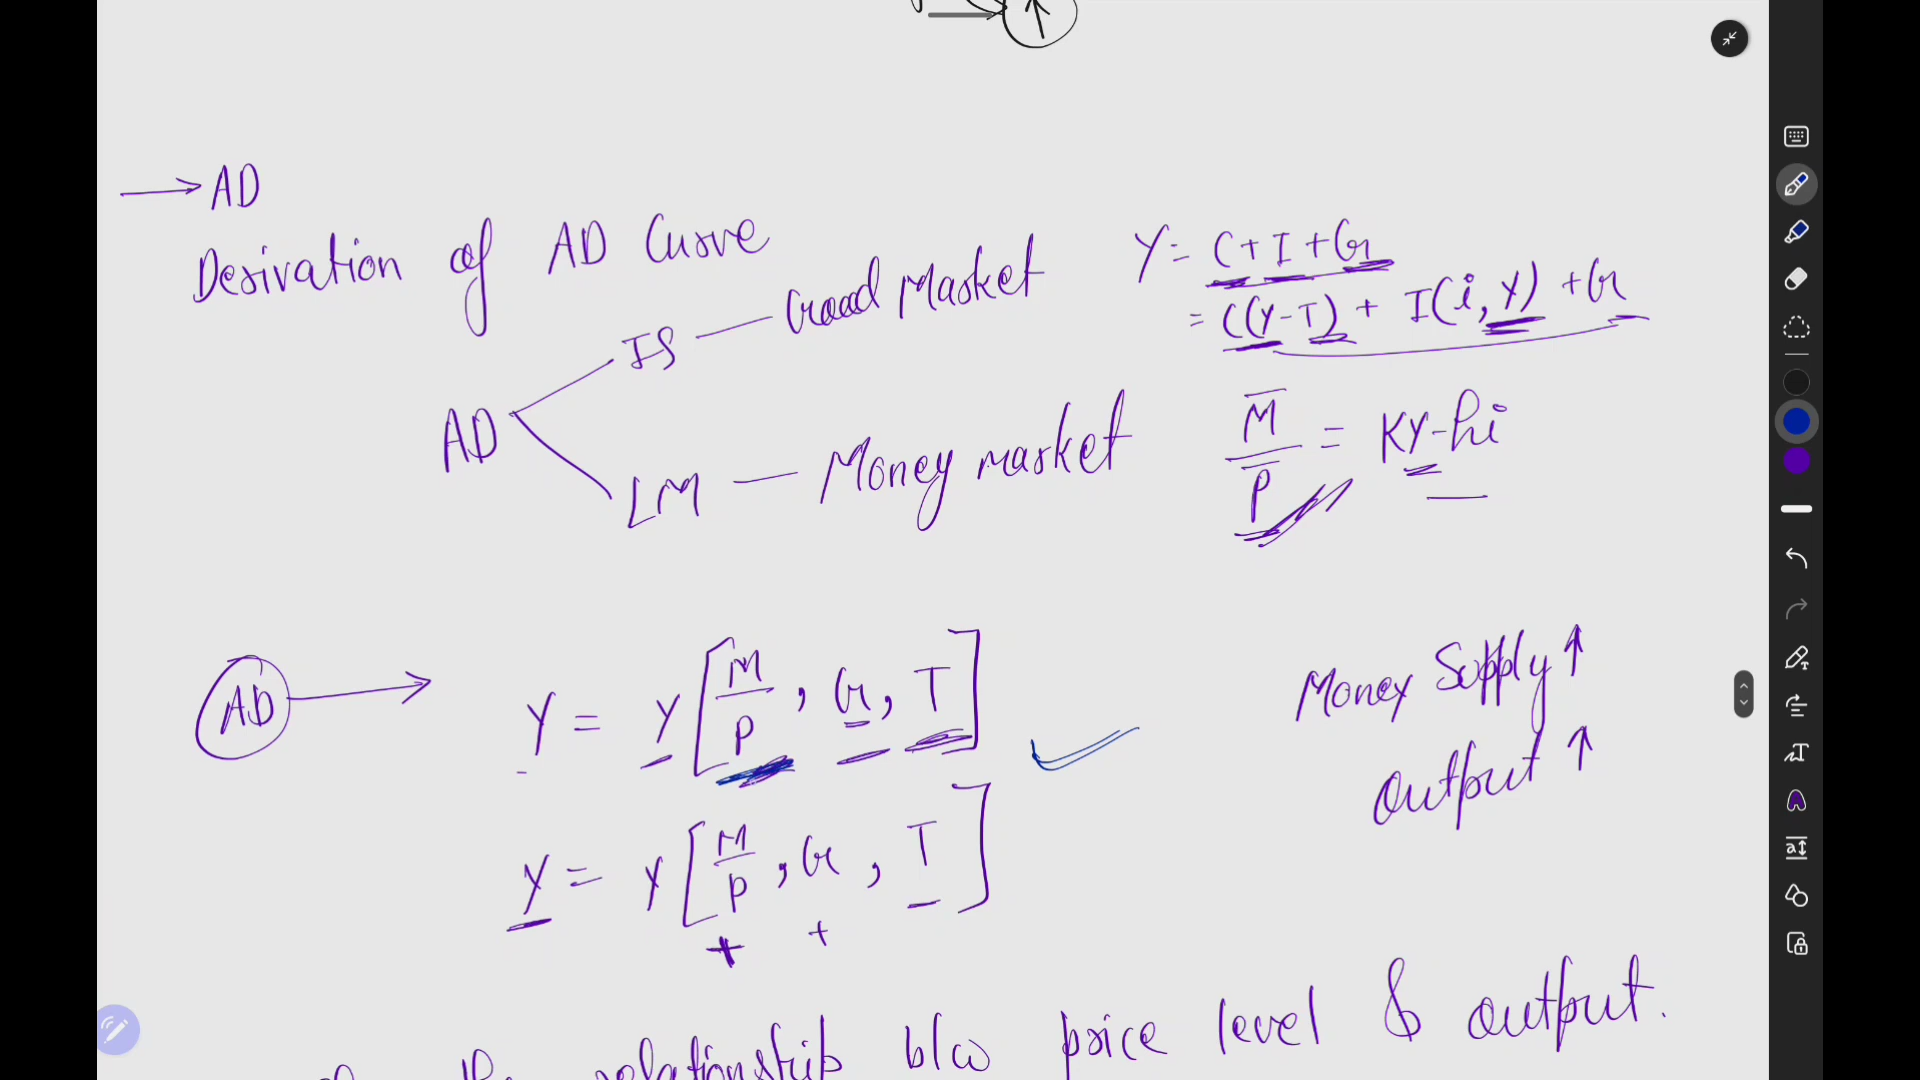 → AD
Derivation of AD Curve
Y = C + I + G
= C(Y-T) + I(i, Y) + G
AD
IS — Good Market
LM — Money market
M̅/P̅ = KY - hi
AD → Y = Y[M/P, G, T]
Money Supply ↑
Output ↑
Y = Y[M/P, G, T]
+ +
relationship b/w price level & output.